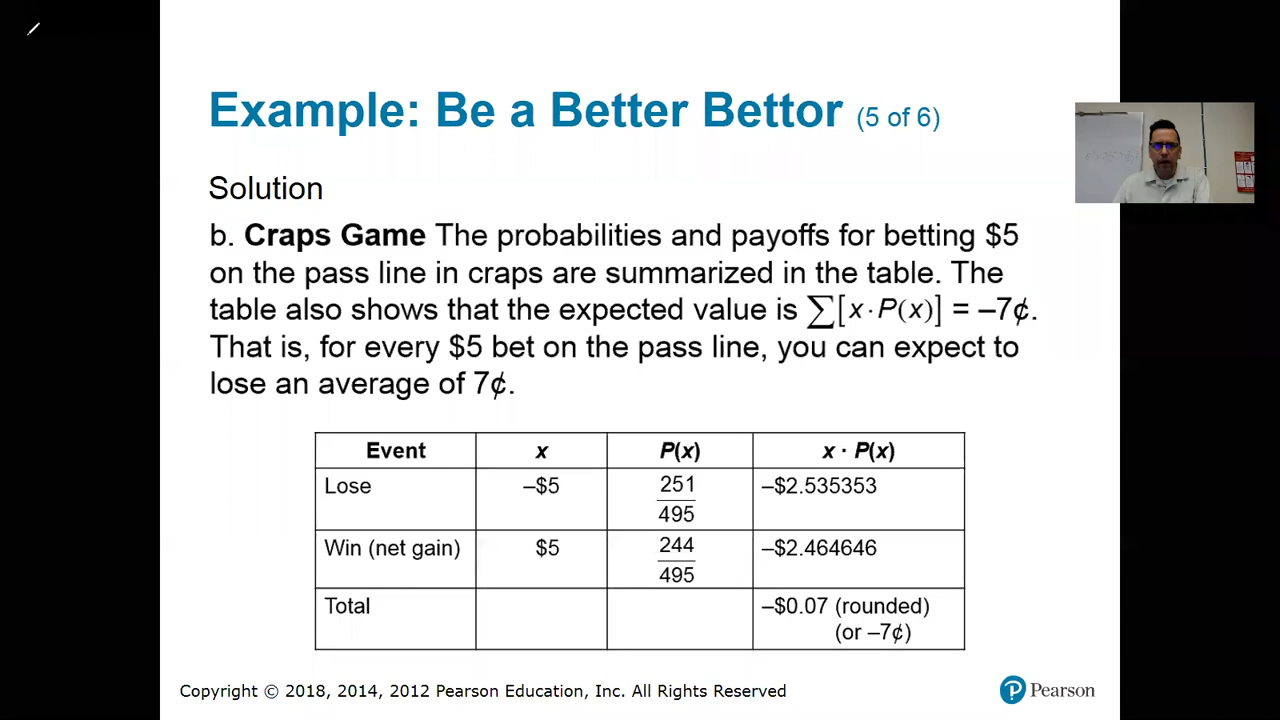 Example: Be a Better Bettor (5 of 6)
Solution
b. Craps Game The probabilities and payoffs for betting $5
on the pass line in craps are summarized in the table. The
table also shows that the expected value is ∑[x · P(x)] = –7¢.
That is, for every $5 bet on the pass line, you can expect to
lose an average of 7¢.
Event x P(x) x · P(x)
Lose –$5 251/495 –$2.535353
Win (net gain) $5 244/495 –$2.464646
Total –$0.07 (rounded)
(or –7¢)
Copyright © 2018, 2014, 2012 Pearson Education, Inc. All Rights Reserved
P Pearson